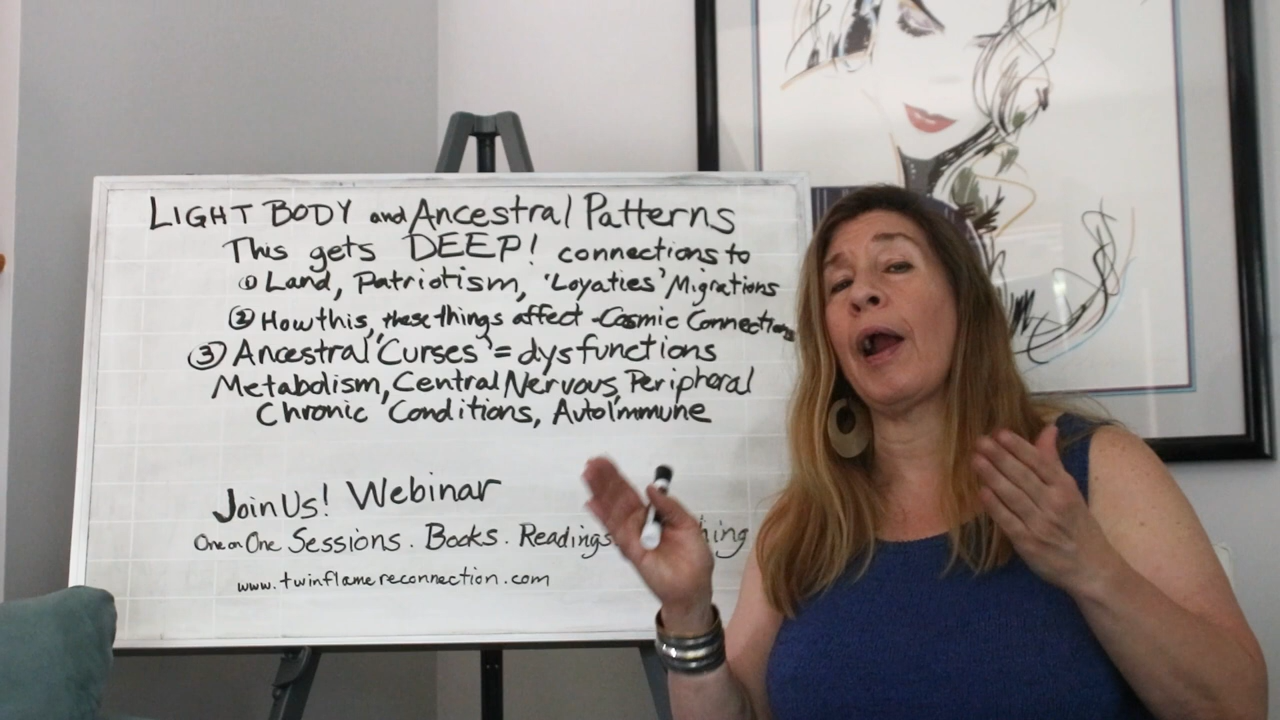 LIGHT BODY and Ancestral Patterns
This gets DEEP! connections to
① Land, Patriotism, 'Loyaties' Migrations
② How this, these things affect - Cosmic Connections
③ Ancestral 'Curses' = dysfunctions
Metabolism, Central Nervous, Peripheral
Chronic Conditions, AutoImmune
Join Us! Webinar
One on One Sessions. Books. Readings
www.twinflamereconnection.com